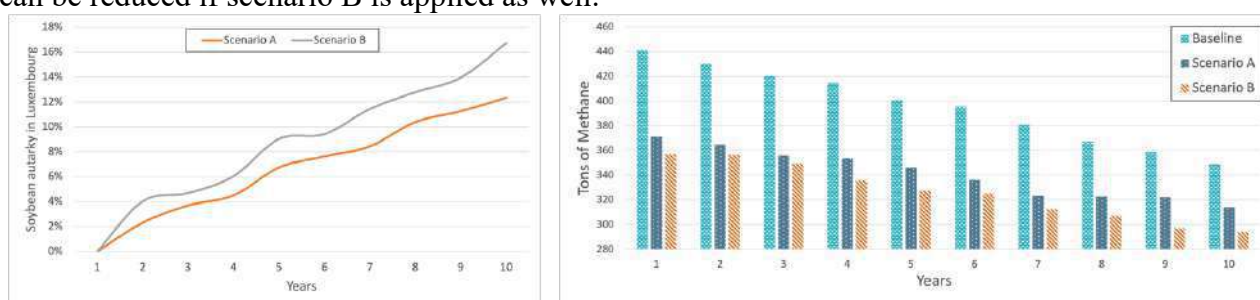 can be reduced if scenario B is applied as well.
Soybean autarky in Luxembourg
18%
16%
14%
12%
10%
8%
6%
4%
2%
0%
Scenario A Scenario B
1 2 3 4 5 6 7 8 9 10
Years
Tons of Methane
460
440
420
400
380
360
340
320
300
280
Baseline
Scenario A
Scenario B
1 2 3 4 5 6 7 8 9 10
Years